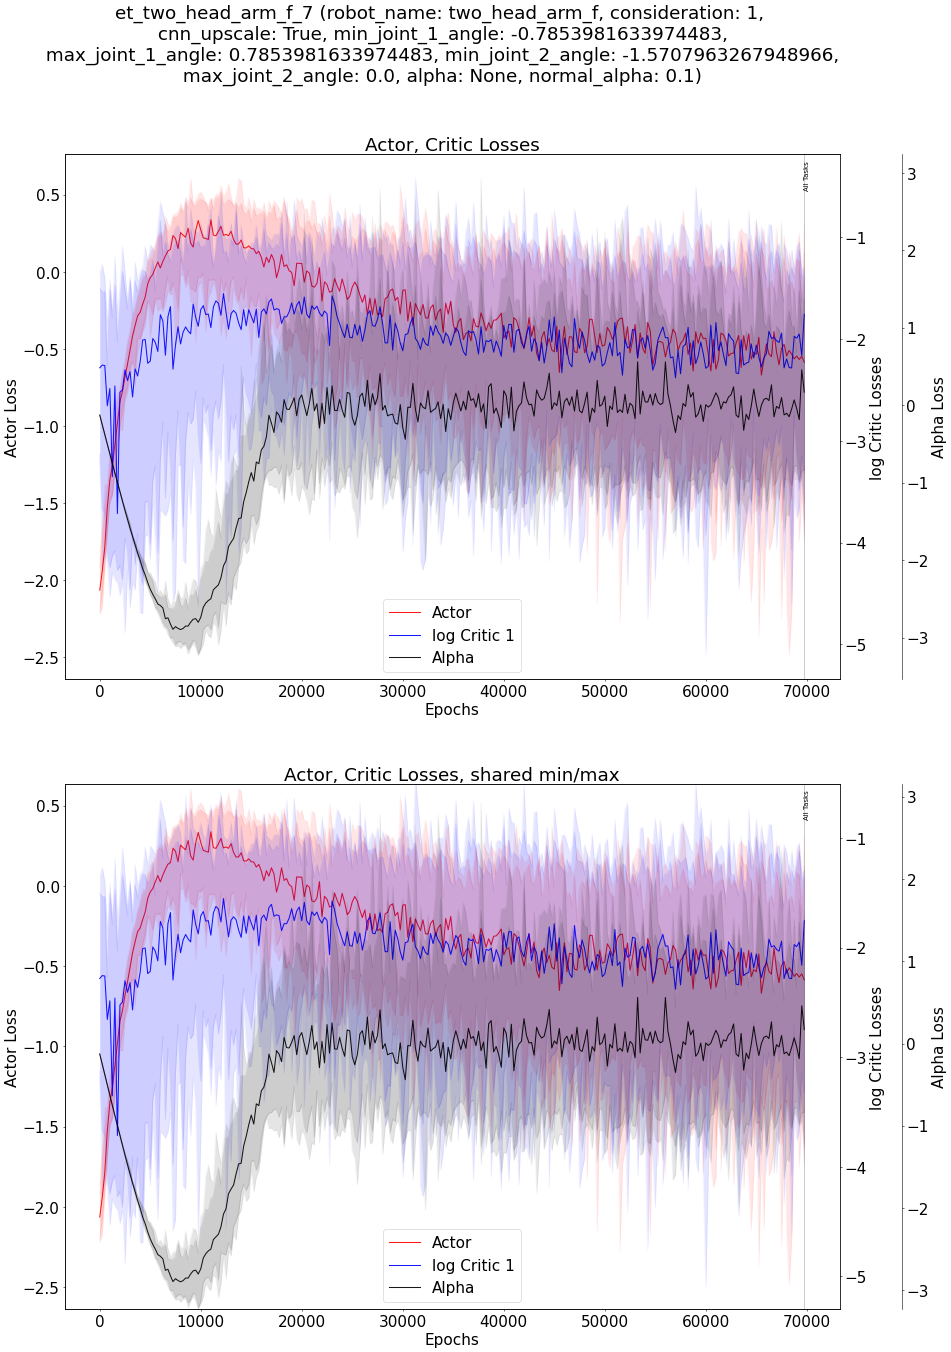 et_two_head_arm_f_7 (robot_name: two_head_arm_f, consideration: 1,
cnn_upscale: True, min_joint_1_angle: -0.7853981633974483,
max_joint_1_angle: 0.7853981633974483, min_joint_2_angle: -1.5707963267948966,
max_joint_2_angle: 0.0, alpha: None, normal_alpha: 0.1)
Actor, Critic Losses
All Tasks
0.5
0.0
−0.5
−1.0
−1.5
−2.0
−2.5
Actor Loss
−1
−2
−3
−4
−5
log Critic Losses
3
2
1
0
−1
−2
−3
Alpha Loss
Actor
log Critic 1
Alpha
0
10000
20000
30000
40000
50000
60000
70000
Epochs
Actor, Critic Losses, shared min/max
All Tasks
0.5
0.0
−0.5
−1.0
−1.5
−2.0
−2.5
Actor Loss
−1
−2
−3
−4
−5
log Critic Losses
3
2
1
0
−1
−2
−3
Alpha Loss
Actor
log Critic 1
Alpha
0
10000
20000
30000
40000
50000
60000
70000
Epochs